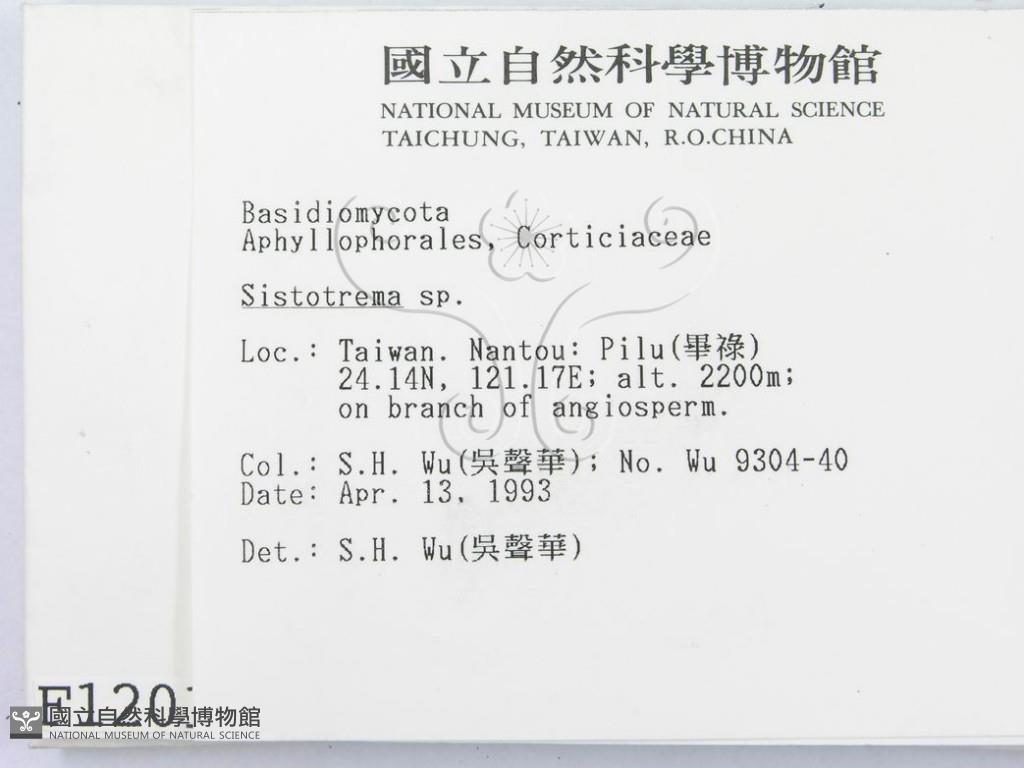 國立自然科學博物館
NATIONAL MUSEUM OF NATURAL SCIENCE
TAICHUNG, TAIWAN, R.O.CHINA
Basidiomycota
Aphyllophorales, Corticiaceae
Sistotrema sp.
Loc.: Taiwan. Nantou: Pilu(畢祿)
24.14N, 121.17E; alt. 2200m;
on branch of angiosperm.
Col.: S.H. Wu(吳聲華); No. Wu 9304-40
Date: Apr. 13, 1993
Det.: S.H. Wu(吳聲華)
F120
國立自然科學博物館
NATIONAL MUSEUM OF NATURAL SCIENCE